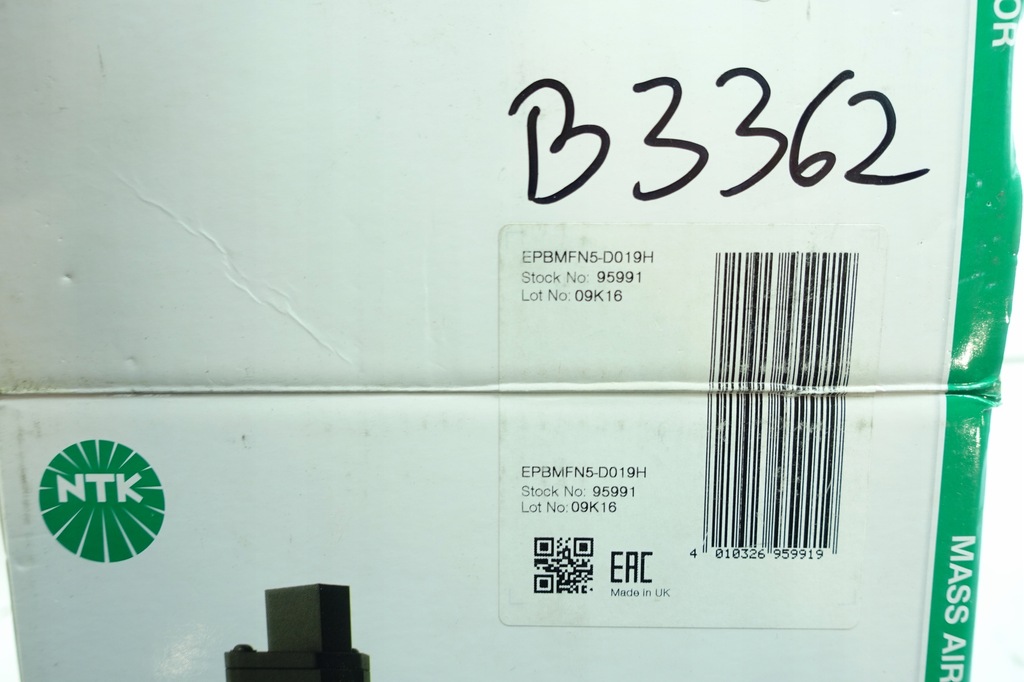 OR
B3362
EPBMFN5-D019H
Stock No: 95991
Lot No: 09K16
EPBMFN5-D019H
Stock No: 95991
Lot No: 09K16
NTK
EAC
Made in UK
4 010326 959919
MASS AIR